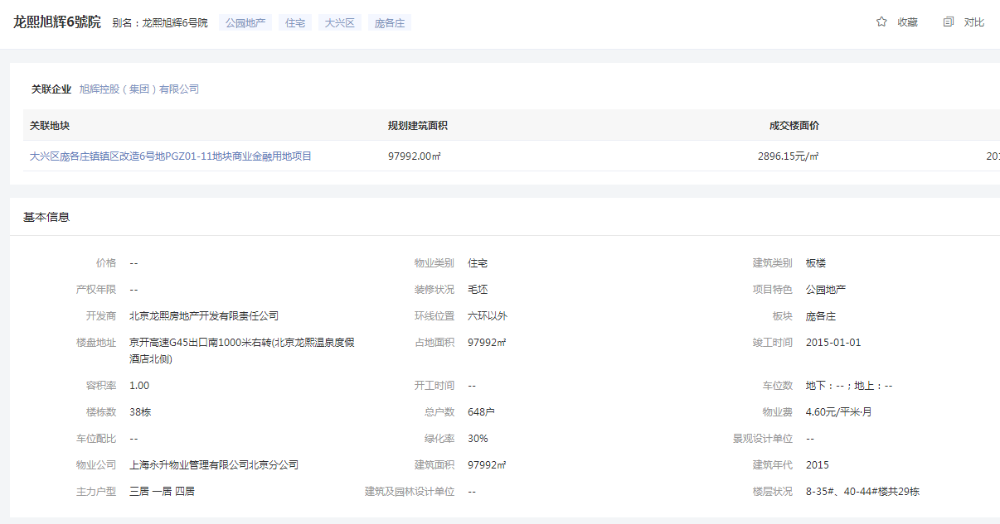 龙熙旭辉6號院 别名：龙熙旭辉6号院 公园地产 住宅 大兴区 庞各庄 收藏 对比
关联企业 旭辉控股（集团）有限公司
关联地块 规划建筑面积 成交楼面价
大兴区庞各庄镇镇区改造6号地PGZ01-11地块商业金融用地项目 97992.00㎡ 2896.15元/㎡ 201
基本信息
价格 -- 物业类别 住宅 建筑类别 板楼
产权年限 -- 装修状况 毛坯 项目特色 公园地产
开发商 北京龙熙房地产开发有限责任公司 环线位置 六环以外 板块 庞各庄
楼盘地址 京开高速G45出口南1000米右转(北京龙熙温泉度假 占地面积 97992㎡ 竣工时间 2015-01-01
酒店北侧)
容积率 1.00 开工时间 -- 车位数 地下：--；地上：--
楼栋数 38栋 总户数 648户 物业费 4.60元/平米·月
车位配比 -- 绿化率 30% 景观设计单位 --
物业公司 上海永升物业管理有限公司北京分公司 建筑面积 97992㎡ 建筑年代 2015
主力户型 三居 一居 四居 建筑及园林设计单位 -- 楼层状况 8-35#、40-44#楼共29栋